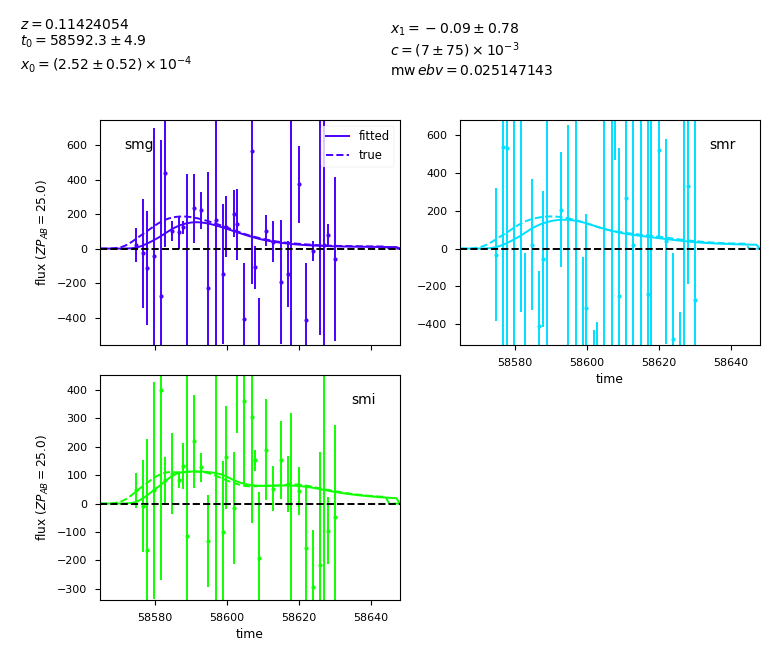 z = 0.11424054
t₀ = 58592.3 ± 4.9
x₀ = (2.52 ± 0.52) × 10⁻⁴
x₁ = −0.09 ± 0.78
c = (7 ± 75) × 10⁻³
mw ebv = 0.025147143
smg
fitted
true
600
400
200
0
−200
−400
flux (ZP_AB = 25.0)
smr
600
400
200
0
−200
−400
58580 58600 58620 58640
time
smi
400
300
200
100
0
−100
−200
−300
flux (ZP_AB = 25.0)
58580 58600 58620 58640
time